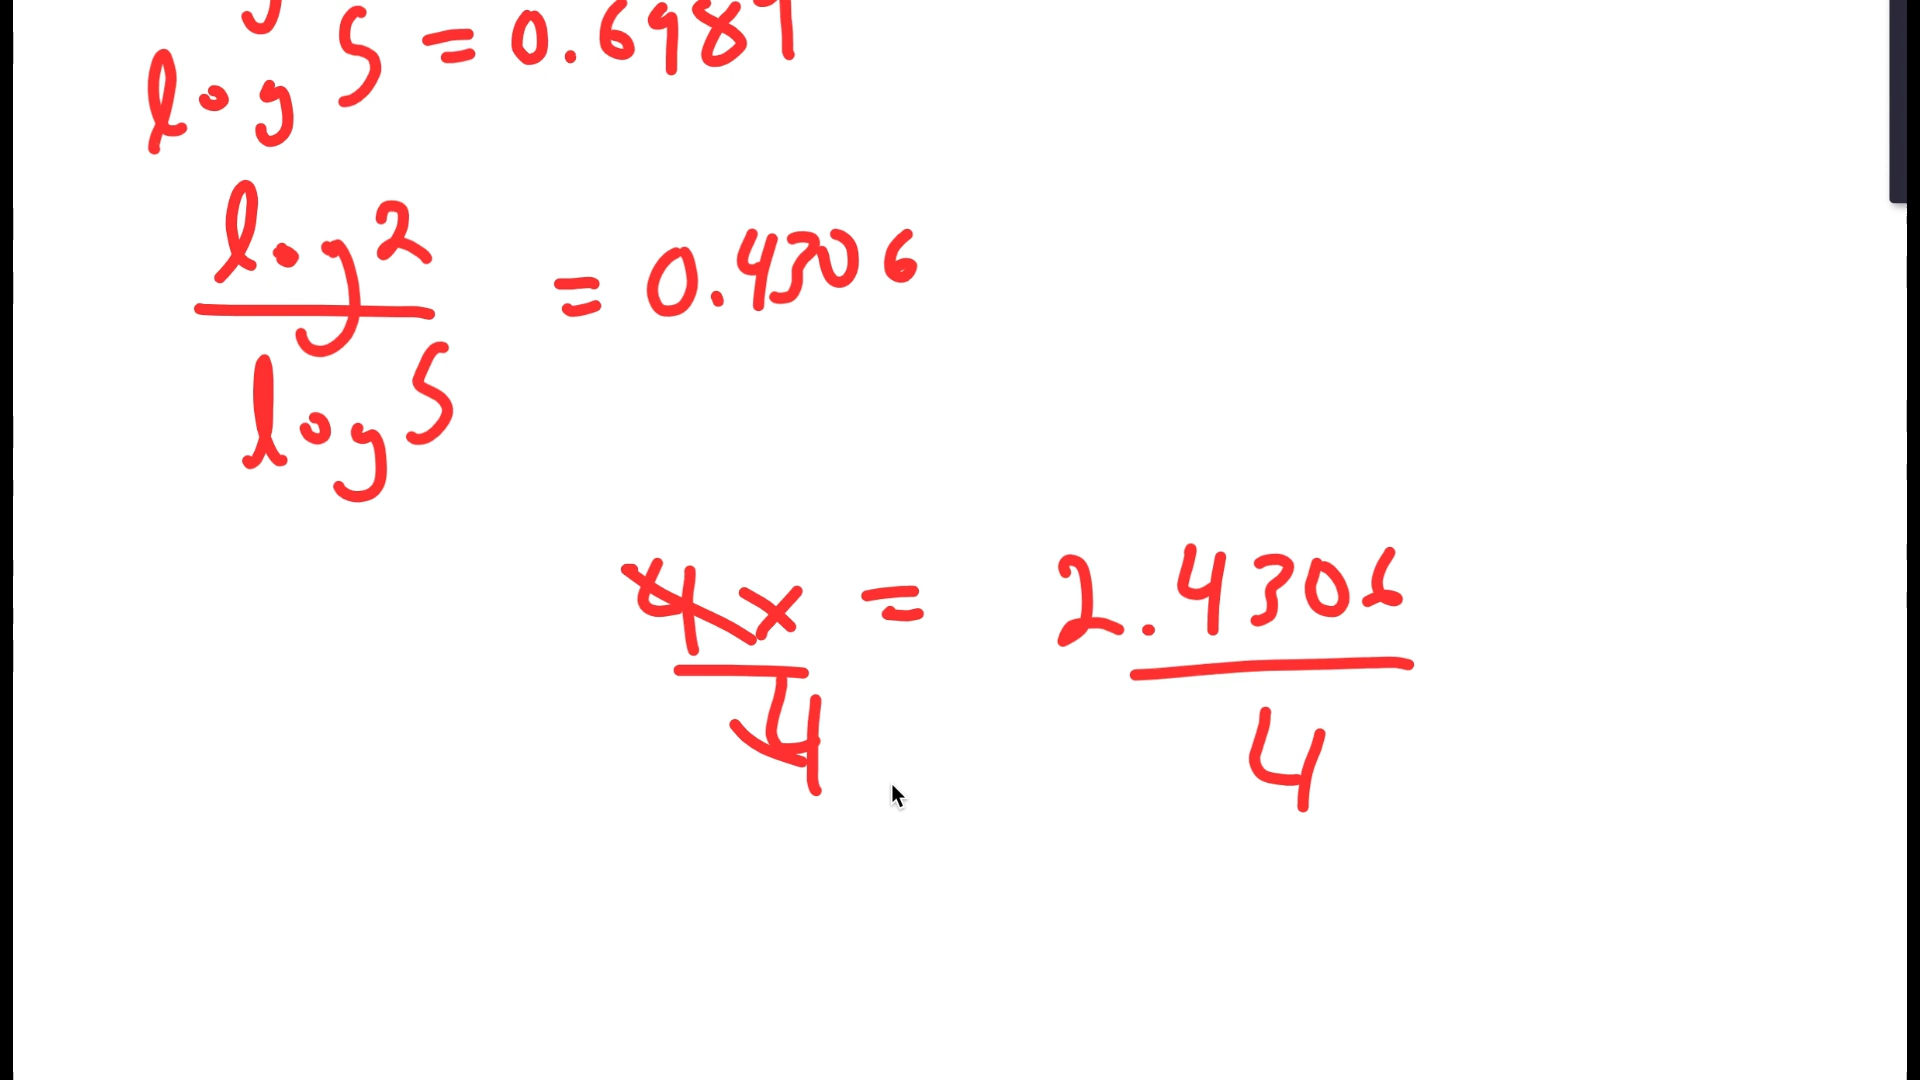 log 5 = 0.6989
log 2 / log 5 = 0.4306
4x / 4 = 2.4306 / 4